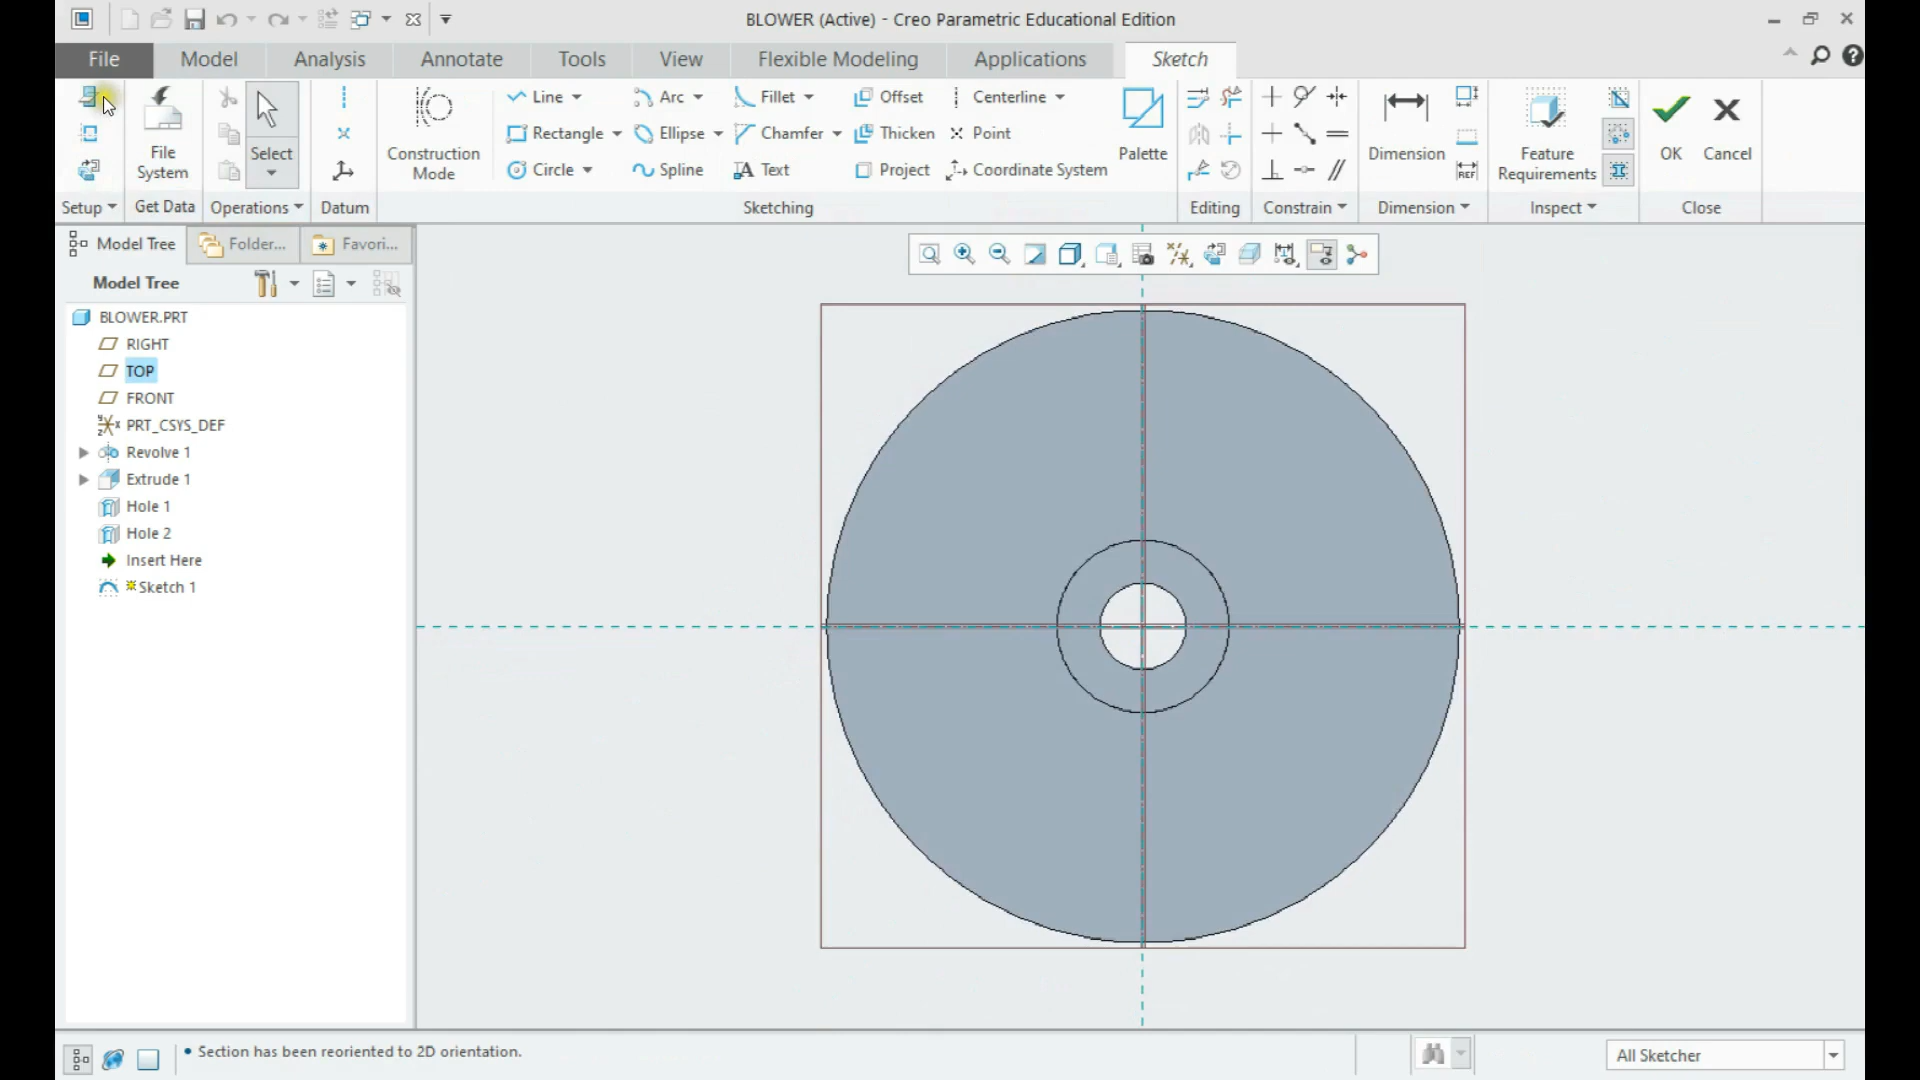 BLOWER (Active) - Creo Parametric Educational Edition
File Model Analysis Annotate Tools View Flexible Modeling Applications Sketch
Line Arc Fillet Offset Centerline
Rectangle Ellipse Chamfer Thicken Point
Circle Spline Text Project Coordinate System
File System
Select
Construction Mode
Palette
Dimension
REF
Feature Requirements
OK Cancel
Setup Get Data Operations Datum Sketching Editing Constrain Dimension Inspect Close
Model Tree Folder... Favori...
Model Tree
BLOWER.PRT
RIGHT
TOP
FRONT
PRT_CSYS_DEF
Revolve 1
Extrude 1
Hole 1
Hole 2
Insert Here
Sketch 1
• Section has been reoriented to 2D orientation.
All Sketcher